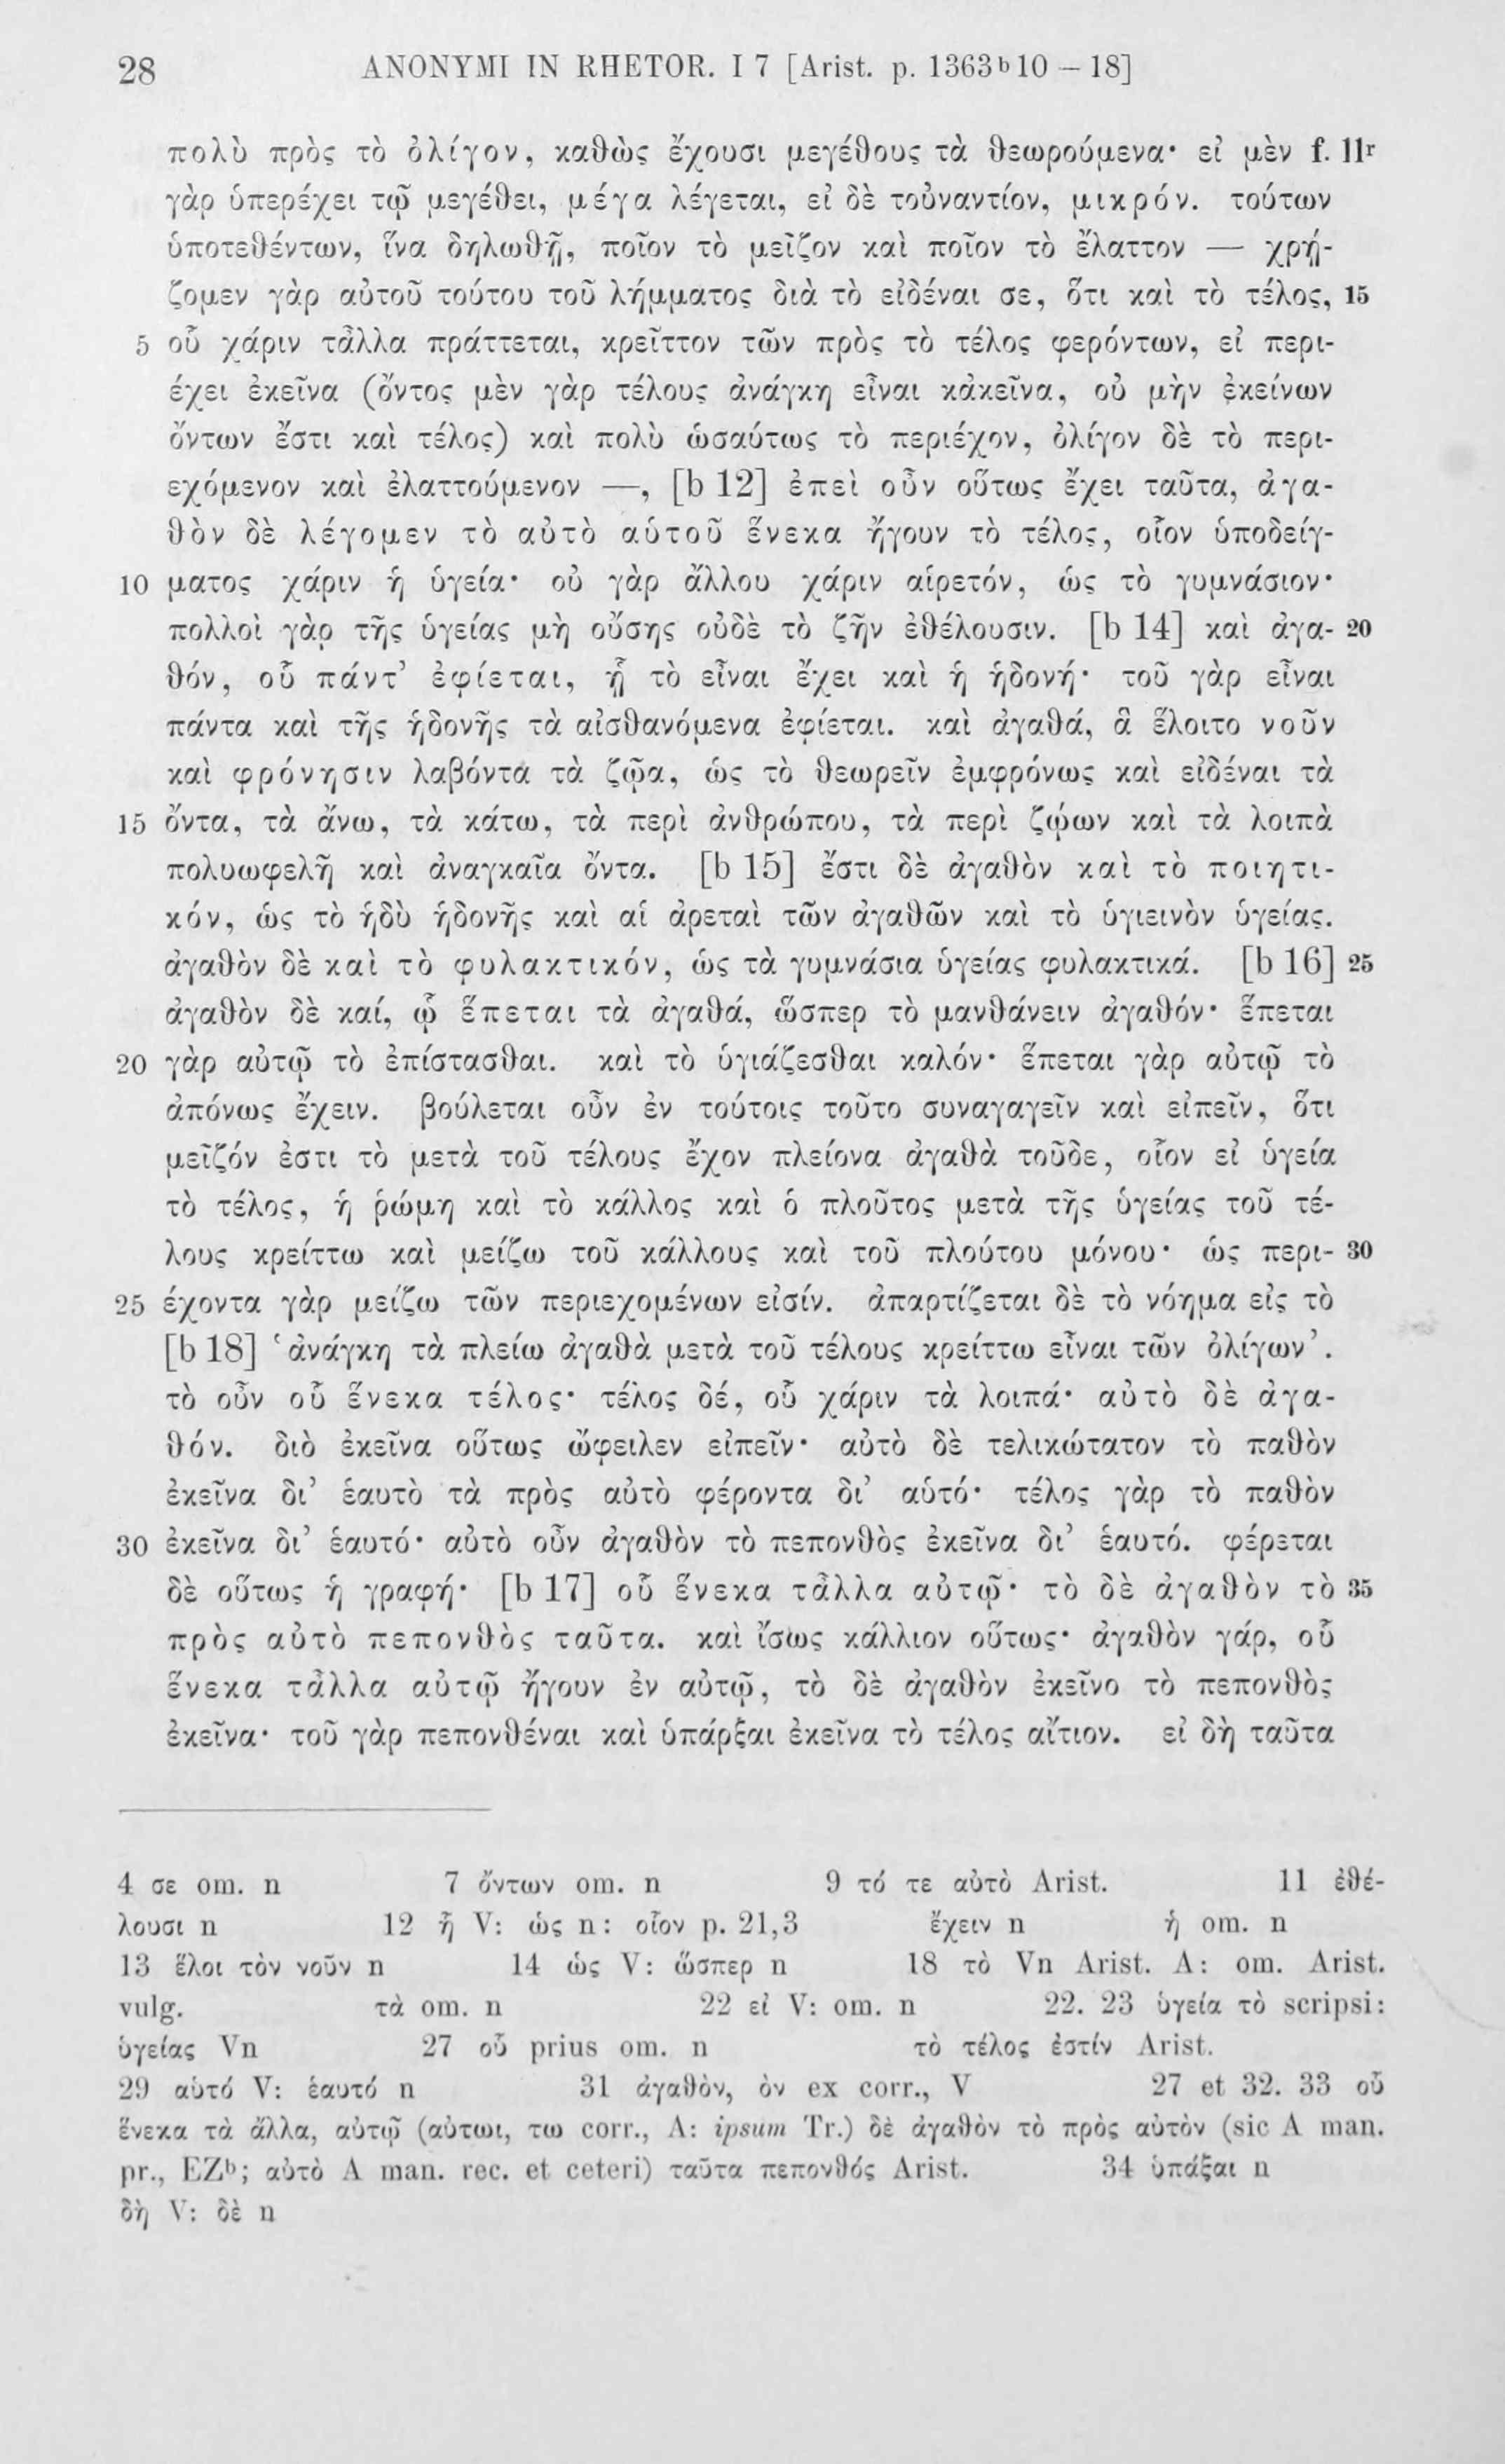 28 ANONYMI IN RHETOR. I 7 [Arist. p. 1363ᵇ10 – 18]
πολὺ πρὸς τὸ ὀλίγον, καθὼς ἔχουσι μεγέθους τὰ θεωρούμενα· εἰ μὲν f. 11ʳ
γὰρ ὑπερέχει τῷ μεγέθει, μέγα λέγεται, εἰ δὲ τοὐναντίον, μικρόν. τούτων
ὑποτεθέντων, ἵνα δηλωθῇ, ποῖον τὸ μεῖζον καὶ ποῖον τὸ ἔλαττον — χρῄ-
ζομεν γὰρ αὐτοῦ τούτου τοῦ λήμματος διὰ τὸ εἰδέναι σε, ὅτι καὶ τὸ τέλος, 15
5 οὗ χάριν τἆλλα πράττεται, κρεῖττον τῶν πρὸς τὸ τέλος φερόντων, εἰ περι-
έχει ἐκεῖνα (ὄντος μὲν γὰρ τέλους ἀνάγκη εἶναι κἀκεῖνα, οὐ μὴν ἐκείνων
ὄντων ἔστι καὶ τέλος) καὶ πολὺ ὡσαύτως τὸ περιέχον, ὀλίγον δὲ τὸ περι-
εχόμενον καὶ ἐλαττούμενον —, [b 12] ἐπεὶ οὖν οὕτως ἔχει ταῦτα, ἀγα-
θὸν δὲ λέγομεν τὸ αὐτὸ αὑτοῦ ἕνεκα ἤγουν τὸ τέλος, οἷον ὑποδείγ-
10 ματος χάριν ἡ ὑγεία· οὐ γὰρ ἄλλου χάριν αἱρετόν, ὡς τὸ γυμνάσιον·
πολλοὶ γὰρ τῆς ὑγείας μὴ οὔσης οὐδὲ τὸ ζῆν ἐθέλουσιν. [b 14] καὶ ἀγα- 20
θόν, οὗ πάντ’ ἐφίεται, ᾗ τὸ εἶναι ἔχει καὶ ἡ ἡδονή· τοῦ γὰρ εἶναι
πάντα καὶ τῆς ἡδονῆς τὰ αἰσθανόμενα ἐφίεται. καὶ ἀγαθά, ἃ ἕλοιτο νοῦν
καὶ φρόνησιν λαβόντα τὰ ζῷα, ὡς τὸ θεωρεῖν ἐμφρόνως καὶ εἰδέναι τὰ
15 ὄντα, τὰ ἄνω, τὰ κάτω, τὰ περὶ ἀνθρώπου, τὰ περὶ ζῴων καὶ τὰ λοιπὰ
πολυωφελῆ καὶ ἀναγκαῖα ὄντα. [b 15] ἔστι δὲ ἀγαθὸν καὶ τὸ ποιητι-
κόν, ὡς τὸ ἡδὺ ἡδονῆς καὶ αἱ ἀρεταὶ τῶν ἀγαθῶν καὶ τὸ ὑγιεινὸν ὑγείας.
ἀγαθὸν δὲ καὶ τὸ φυλακτικόν, ὡς τὰ γυμνάσια ὑγείας φυλακτικά. [b 16] 25
ἀγαθὸν δὲ καί, ᾧ ἕπεται τὰ ἀγαθά, ὥσπερ τὸ μανθάνειν ἀγαθόν· ἕπεται
20 γὰρ αὐτῷ τὸ ἐπίστασθαι. καὶ τὸ ὑγιάζεσθαι καλόν· ἕπεται γὰρ αὐτῷ τὸ
ἀπόνως ἔχειν. βούλεται οὖν ἐν τούτοις τοῦτο συναγαγεῖν καὶ εἰπεῖν, ὅτι
μεῖζόν ἐστι τὸ μετὰ τοῦ τέλους ἔχον πλείονα ἀγαθὰ τοῦδε, οἷον εἰ ὑγεία
τὸ τέλος, ἡ ῥώμη καὶ τὸ κάλλος καὶ ὁ πλοῦτος μετὰ τῆς ὑγείας τοῦ τέ-
λους κρείττω καὶ μείζω τοῦ κάλλους καὶ τοῦ πλούτου μόνου· ὡς περι- 30
25 έχοντα γὰρ μείζω τῶν περιεχομένων εἰσίν. ἀπαρτίζεται δὲ τὸ νόημα εἰς τὸ
[b 18] ‘ἀνάγκη τὰ πλείω ἀγαθὰ μετὰ τοῦ τέλους κρείττω εἶναι τῶν ὀλίγων’.
τὸ οὖν οὗ ἕνεκα τέλος· τέλος δέ, οὗ χάριν τὰ λοιπά· αὐτὸ δὲ ἀγα-
θόν. διὸ ἐκεῖνα οὕτως ὤφειλεν εἰπεῖν· αὐτὸ δὲ τελικώτατον τὸ παθὸν
ἐκεῖνα δι’ ἑαυτὸ τὰ πρὸς αὐτὸ φέροντα δι’ αὑτό· τέλος γὰρ τὸ παθὸν
30 ἐκεῖνα δι’ ἑαυτό· αὐτὸ οὖν ἀγαθὸν τὸ πεπονθὸς ἐκεῖνα δι’ ἑαυτό. φέρεται
δὲ οὕτως ἡ γραφή· [b 17] οὗ ἕνεκα τἆλλα αὐτῷ· τὸ δὲ ἀγαθὸν τὸ 35
πρὸς αὐτὸ πεπονθὸς ταῦτα. καὶ ἴσως κάλλιον οὕτως· ἀγαθὸν γάρ, οὗ
ἕνεκα τἆλλα αὐτῷ ἤγουν ἐν αὐτῷ, τὸ δὲ ἀγαθὸν ἐκεῖνο τὸ πεπονθὸς
ἐκεῖνα· τοῦ γὰρ πεπονθέναι καὶ ὑπάρξαι ἐκεῖνα τὸ τέλος αἴτιον. εἰ δὴ ταῦτα
4 σε om. n 7 ὄντων om. n 9 τό τε αὐτὸ Arist. 11 ἐθέ-
λουσι n 12 ᾗ V: ὡς n: οἷον p. 21,3 ἔχειν n ἡ om. n
13 ἕλοι τὸν νοῦν n 14 ὡς V: ὥσπερ n 18 τὸ Vn Arist. A: om. Arist.
vulg. τὰ om. n 22 εἰ V: om. n 22. 23 ὑγεία τὸ scripsi:
ὑγείας Vn 27 οὗ prius om. n τὸ τέλος ἐστίν Arist.
29 αὑτό V: ἑαυτό n 31 ἀγαθὸν, ὸν ex corr., V 27 et 32. 33 οὗ
ἕνεκα τὰ ἄλλα, αὐτῷ (αὐτωι, τω corr., A: ipsum Tr.) δὲ ἀγαθὸν τὸ πρὸς αὐτὸν (sic A man.
pr., EZᵇ; αὐτὸ A man. rec. et ceteri) ταῦτα πεπονθός Arist. 34 ὑπάξαι n
δὴ V: δὲ n